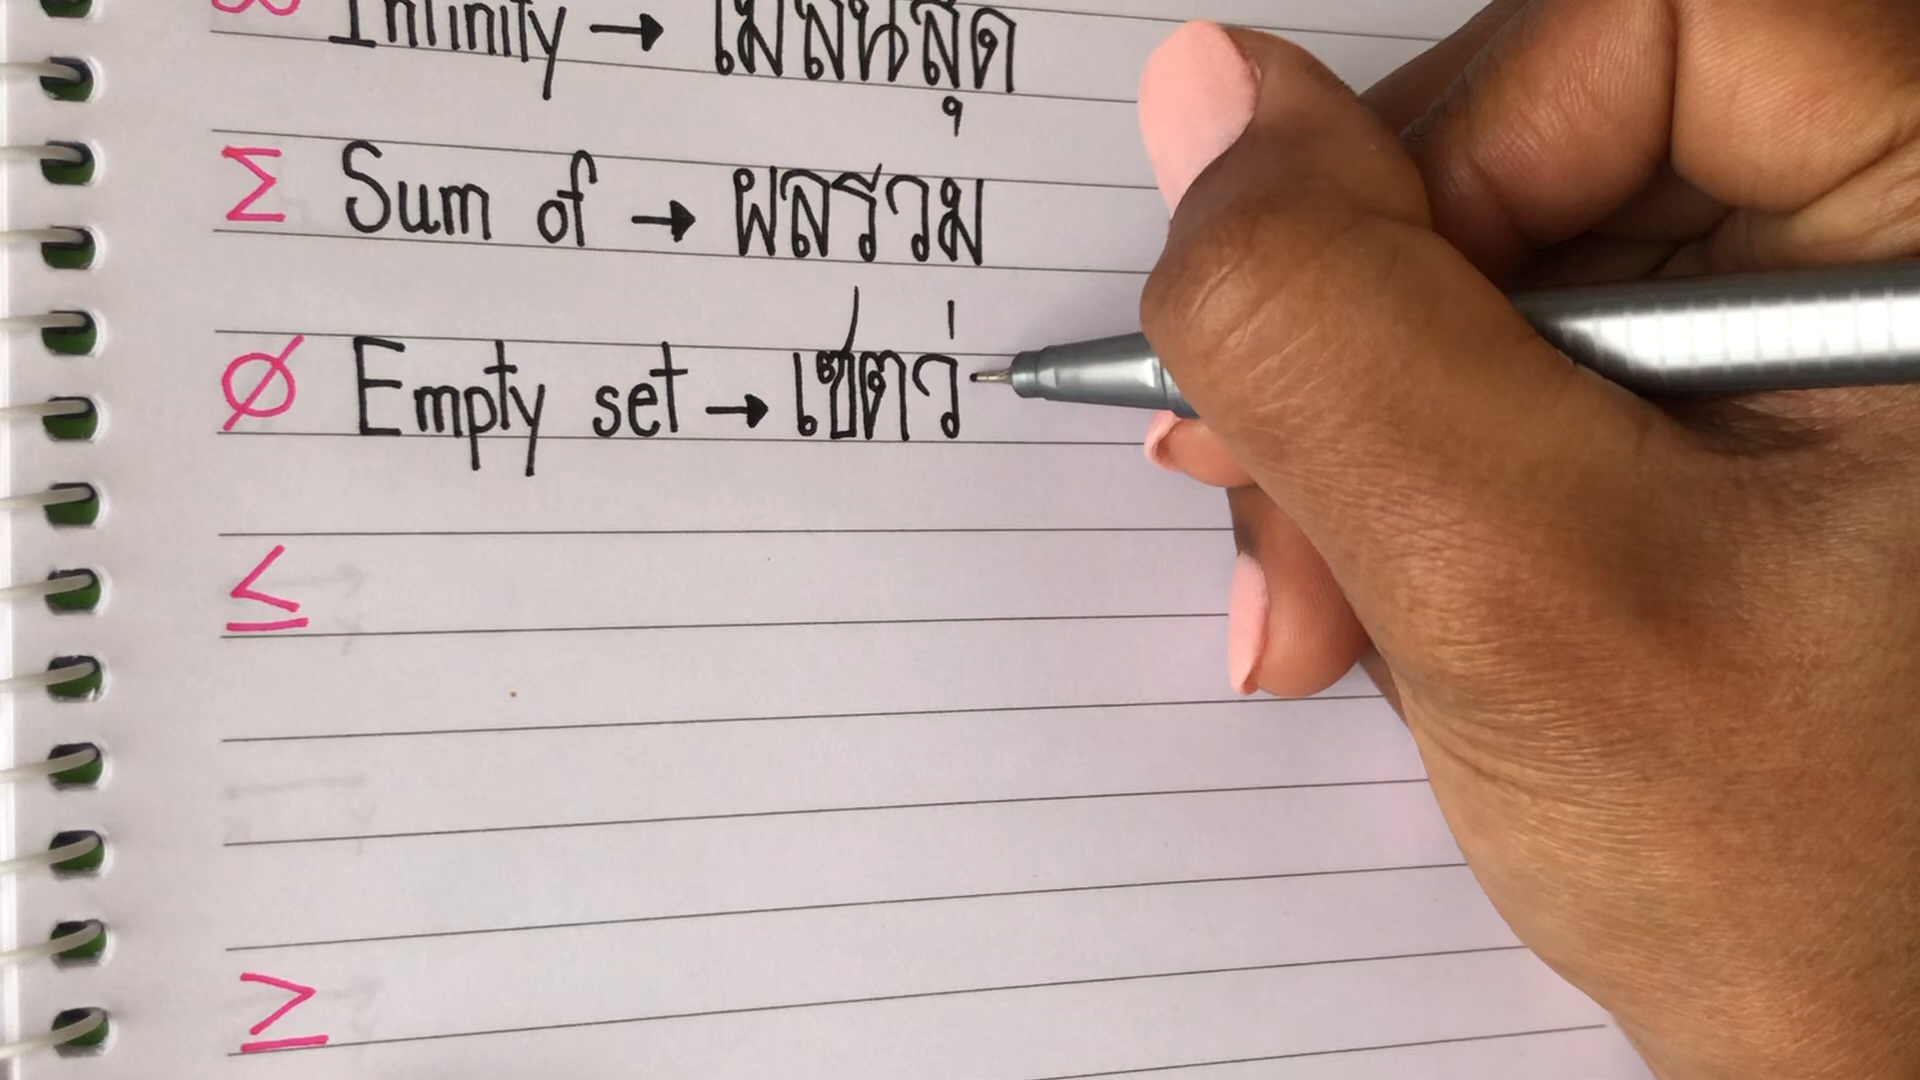 ∞ Infinity → ไม่สิ้นสุด
Σ Sum of → ผลรวม
Ø Empty set → เซตว่
≤
≥